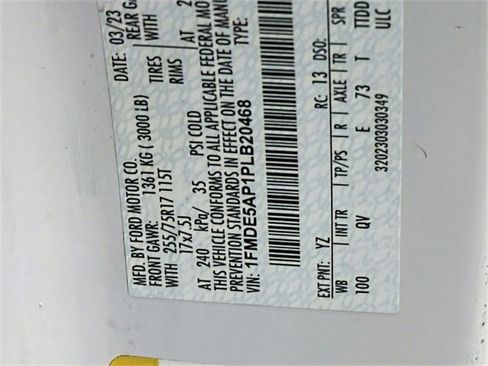 MFD. BY FORD MOTOR CO.
DATE: 03/23
FRONT GAWR: 1361 KG ( 3000 LB)
REAR GA
WITH 255/75R17 115T TIRES WITH
17x7.5J RIMS
AT 240 kPa/ 35 PSI COLD AT 2
THIS VEHICLE CONFORMS TO ALL APPLICABLE FEDERAL MO
PREVENTION STANDARDS IN EFFECT ON THE DATE OF MANU
VIN: 1FMDE5AP1PLB20468 TYPE:
EXT PNT: YZ RC: 13 DSO:
WB INT TR TP/PS R AXLE TR SPR
100 QV E 73 T TTDD
3202303030349 ULC